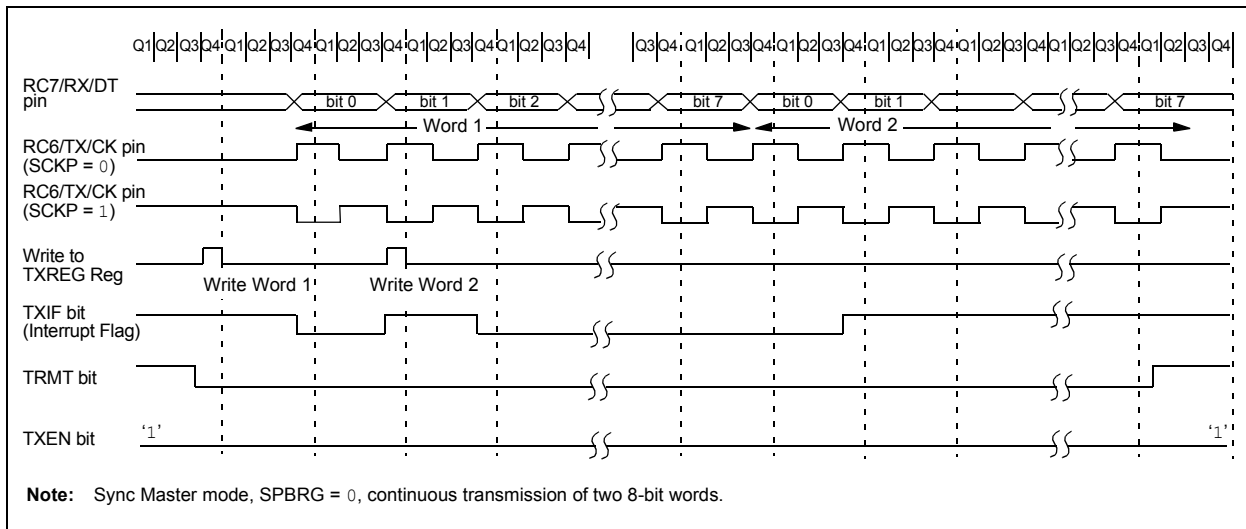 Q1 Q2 Q3 Q4 Q1 Q2 Q3 Q4 Q1 Q2 Q3 Q4 Q1 Q2 Q3 Q4 Q1 Q2 Q3 Q4 Q3 Q4 Q1 Q2 Q3 Q4 Q1 Q2 Q3 Q4 Q1 Q2 Q3 Q4 Q1 Q2 Q3 Q4 Q1 Q2 Q3 Q4 Q1 Q2 Q3 Q4
RC7/RX/DT
pin
bit 0 bit 1 bit 2 bit 7 bit 0 bit 1 bit 7
Word 1 Word 2
RC6/TX/CK pin
(SCKP = 0)
RC6/TX/CK pin
(SCKP = 1)
Write to
TXREG Reg
Write Word 1 Write Word 2
TXIF bit
(Interrupt Flag)
TRMT bit
TXEN bit
‘1’ ‘1’
Note: Sync Master mode, SPBRG = 0, continuous transmission of two 8-bit words.